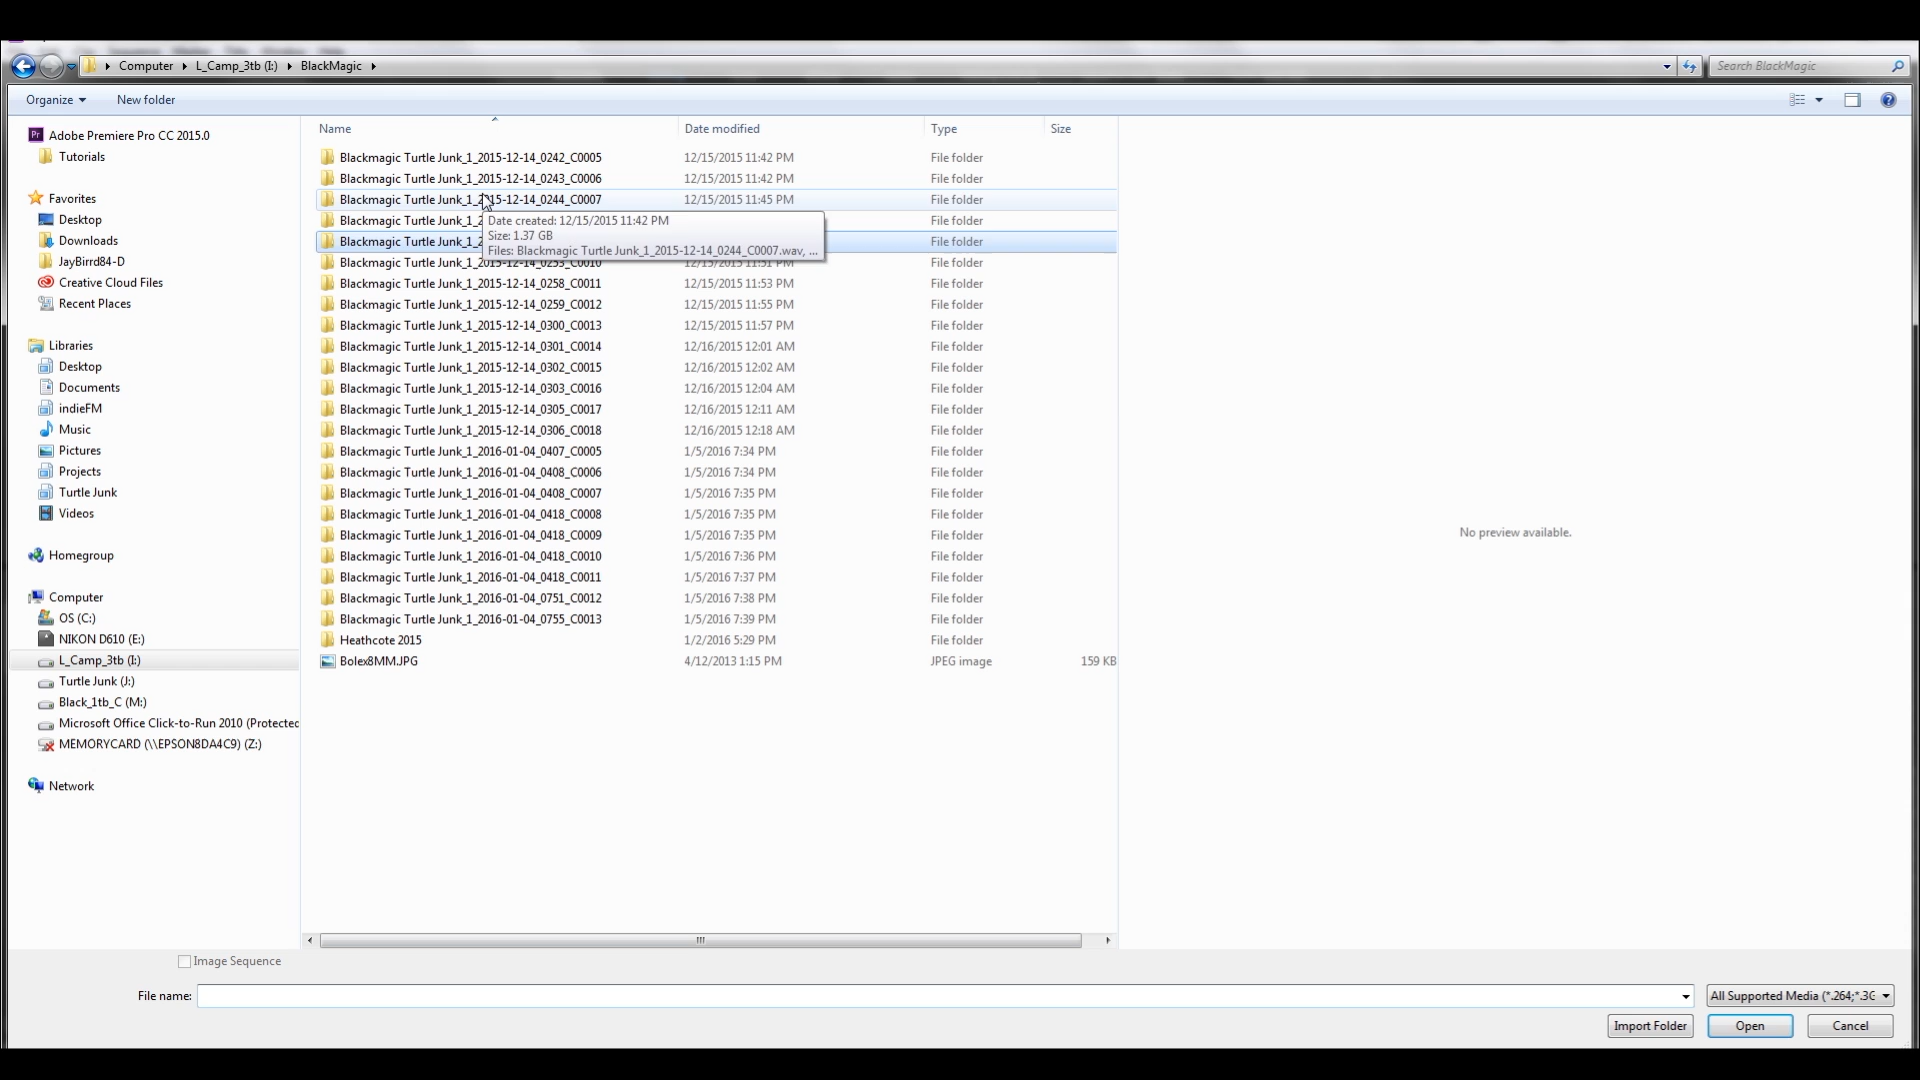 Computer ▸ L_Camp_3tb (I:) ▸ BlackMagic ▸
Search BlackMagic
Organize
New folder
Adobe Premiere Pro CC 2015.0
Tutorials
Favorites
Desktop
Downloads
JayBirrd84-D
Creative Cloud Files
Recent Places
Libraries
Desktop
Documents
indieFM
Music
Pictures
Projects
Turtle Junk
Videos
Homegroup
Computer
OS (C:)
NIKON D610 (E:)
L_Camp_3tb (I:)
Turtle Junk (J:)
Black_1tb_C (M:)
Microsoft Office Click-to-Run 2010 (Protected
MEMORYCARD (\\EPSON8DA4C9) (Z:)
Network
Name Date modified Type Size
Blackmagic Turtle Junk_1_2015-12-14_0242_C0005 12/15/2015 11:42 PM File folder
Blackmagic Turtle Junk_1_2015-12-14_0243_C0006 12/15/2015 11:42 PM File folder
Blackmagic Turtle Junk_1_2015-12-14_0244_C0007 12/15/2015 11:45 PM File folder
Blackmagic Turtle Junk_1_2 File folder
Blackmagic Turtle Junk_1_2 File folder
Date created: 12/15/2015 11:42 PM
Size: 1.37 GB
Files: Blackmagic Turtle Junk_1_2015-12-14_0244_C0007.wav, ...
Blackmagic Turtle Junk_1_2015-12-14_0253_C0010 12/15/2015 11:51 PM File folder
Blackmagic Turtle Junk_1_2015-12-14_0258_C0011 12/15/2015 11:53 PM File folder
Blackmagic Turtle Junk_1_2015-12-14_0259_C0012 12/15/2015 11:55 PM File folder
Blackmagic Turtle Junk_1_2015-12-14_0300_C0013 12/15/2015 11:57 PM File folder
Blackmagic Turtle Junk_1_2015-12-14_0301_C0014 12/16/2015 12:01 AM File folder
Blackmagic Turtle Junk_1_2015-12-14_0302_C0015 12/16/2015 12:02 AM File folder
Blackmagic Turtle Junk_1_2015-12-14_0303_C0016 12/16/2015 12:04 AM File folder
Blackmagic Turtle Junk_1_2015-12-14_0305_C0017 12/16/2015 12:11 AM File folder
Blackmagic Turtle Junk_1_2015-12-14_0306_C0018 12/16/2015 12:18 AM File folder
Blackmagic Turtle Junk_1_2016-01-04_0407_C0005 1/5/2016 7:34 PM File folder
Blackmagic Turtle Junk_1_2016-01-04_0408_C0006 1/5/2016 7:34 PM File folder
Blackmagic Turtle Junk_1_2016-01-04_0408_C0007 1/5/2016 7:35 PM File folder
Blackmagic Turtle Junk_1_2016-01-04_0418_C0008 1/5/2016 7:35 PM File folder
Blackmagic Turtle Junk_1_2016-01-04_0418_C0009 1/5/2016 7:35 PM File folder
Blackmagic Turtle Junk_1_2016-01-04_0418_C0010 1/5/2016 7:36 PM File folder
Blackmagic Turtle Junk_1_2016-01-04_0418_C0011 1/5/2016 7:37 PM File folder
Blackmagic Turtle Junk_1_2016-01-04_0751_C0012 1/5/2016 7:38 PM File folder
Blackmagic Turtle Junk_1_2016-01-04_0755_C0013 1/5/2016 7:39 PM File folder
Heathcote 2015 1/2/2016 5:29 PM File folder
Bolex8MM.JPG 4/12/2013 1:15 PM JPEG image 159 KB
No preview available.
Image Sequence
File name:
All Supported Media (*.264;*.3G
Import Folder
Open
Cancel